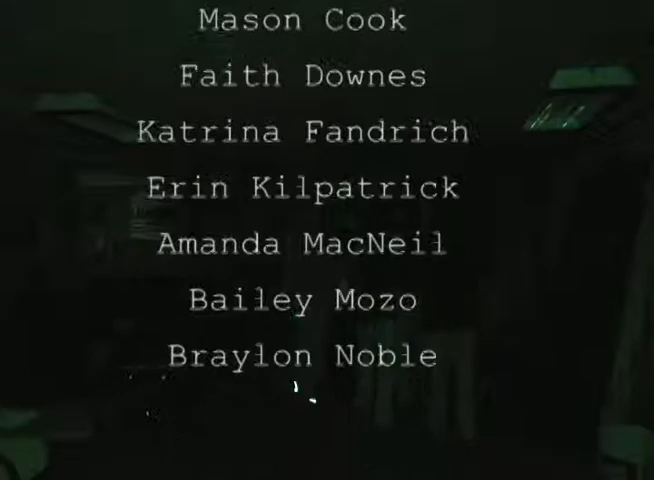 Mason Cook
Faith Downes
Katrina Fandrich
Erin Kilpatrick
Amanda MacNeil
Bailey Mozo
Braylon Noble